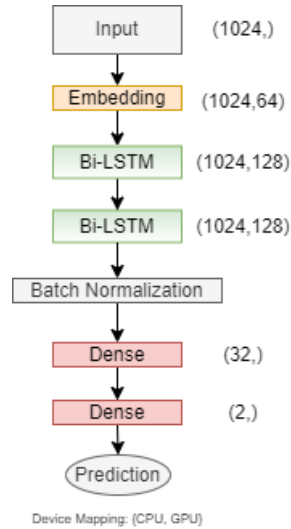 Input (1024,)
Embedding (1024,64)
Bi-LSTM (1024,128)
Bi-LSTM (1024,128)
Batch Normalization
Dense (32,)
Dense (2,)
Prediction
Device Mapping: {CPU, GPU}